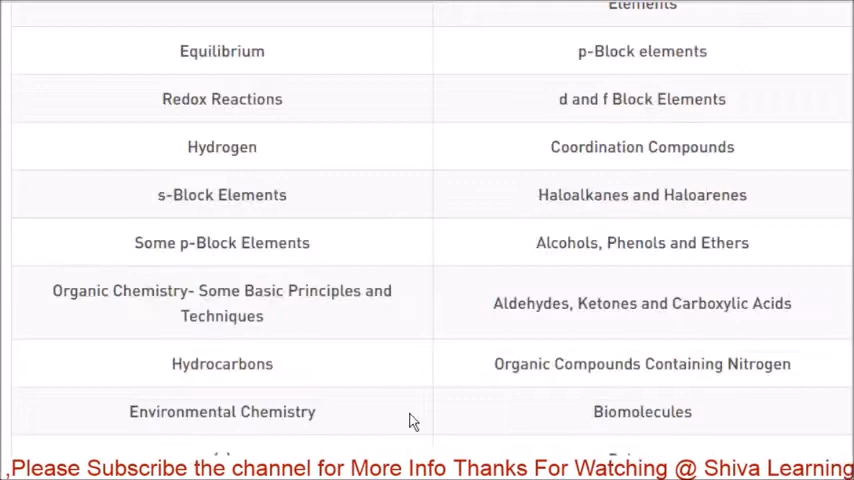 Elements
Equilibrium
p-Block elements
Redox Reactions
d and f Block Elements
Hydrogen
Coordination Compounds
s-Block Elements
Haloalkanes and Haloarenes
Some p-Block Elements
Alcohols, Phenols and Ethers
Organic Chemistry- Some Basic Principles and
Techniques
Aldehydes, Ketones and Carboxylic Acids
Hydrocarbons
Organic Compounds Containing Nitrogen
Environmental Chemistry
Biomolecules
,Please Subscribe the channel for More Info Thanks For Watching @ Shiva Learning